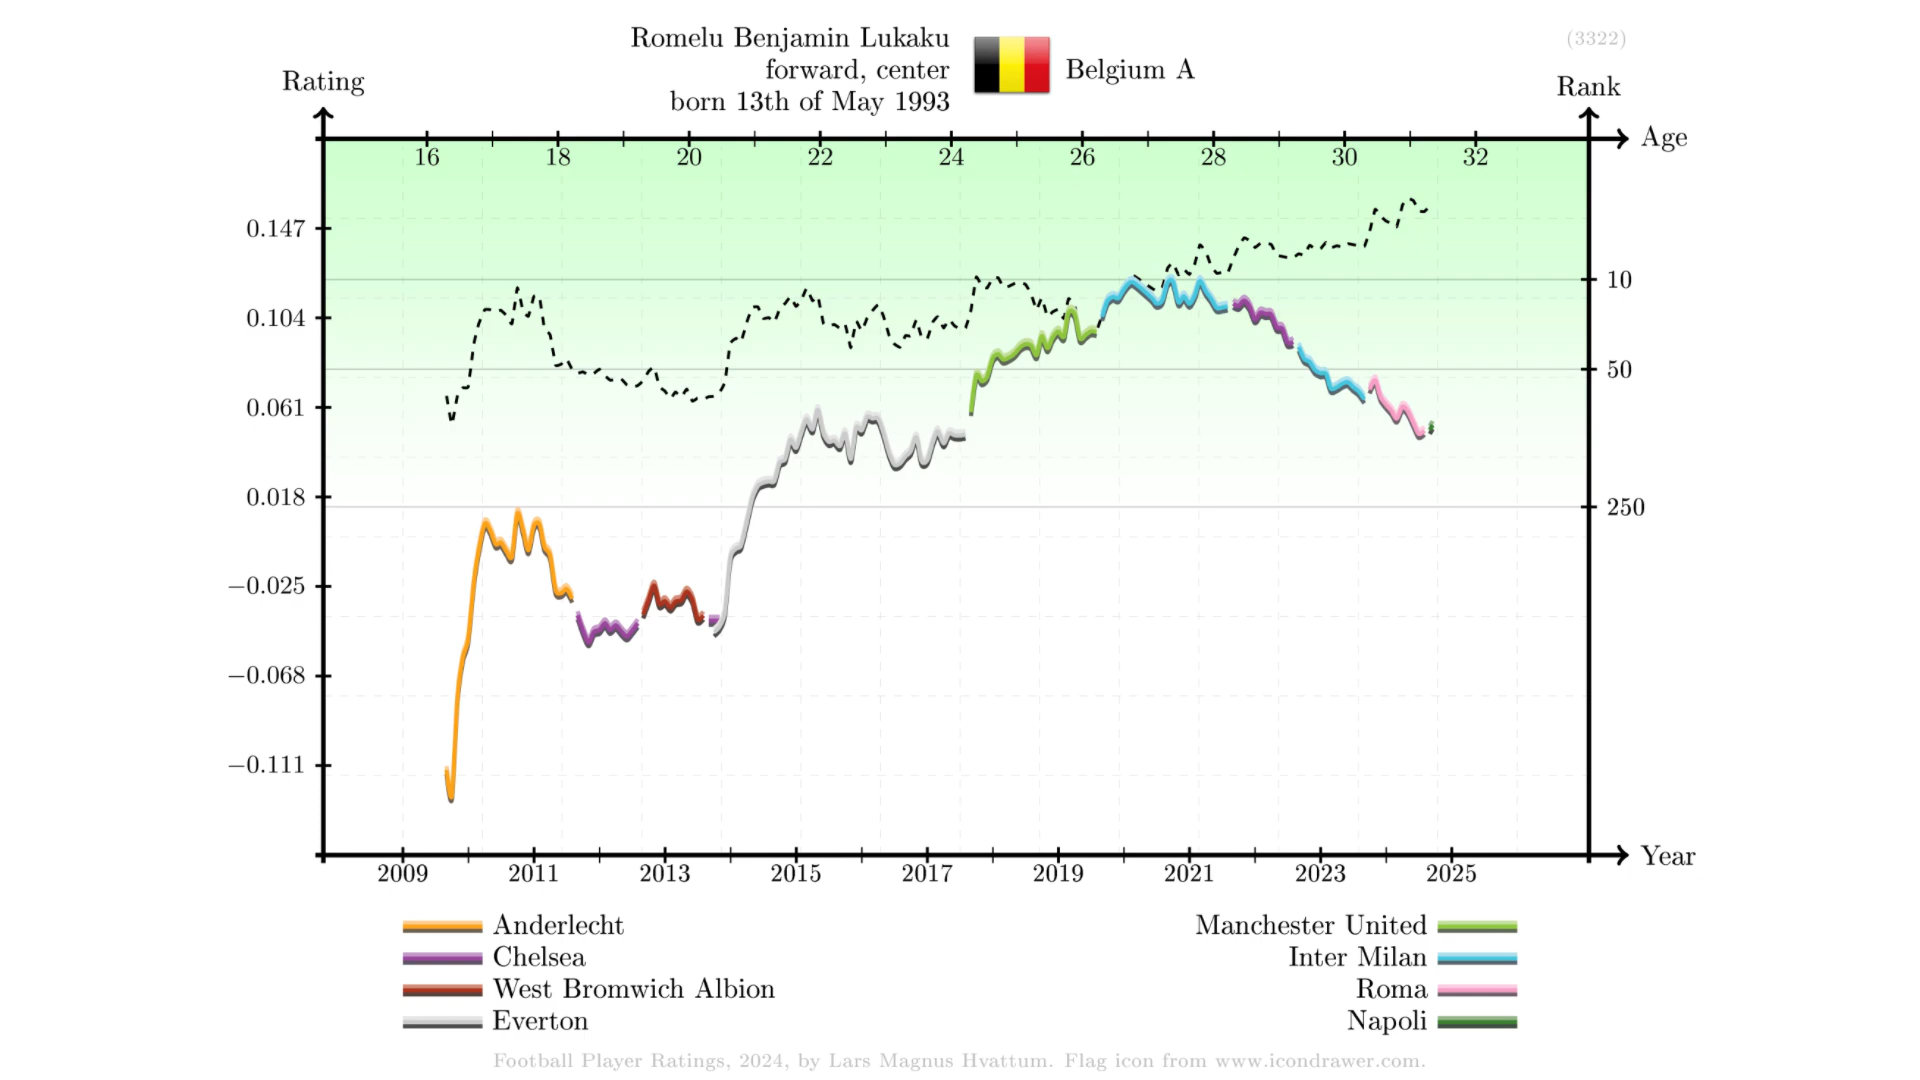 Romelu Benjamin Lukaku
forward, center
born 13th of May 1993
Belgium A
(3322)
Rating
Rank
Age
16 18 20 22 24 26 28 30 32
0.147
0.104
0.061
0.018
−0.025
−0.068
−0.111
10
50
250
2009 2011 2013 2015 2017 2019 2021 2023 2025
Year
Anderlecht
Chelsea
West Bromwich Albion
Everton
Manchester United
Inter Milan
Roma
Napoli
Football Player Ratings, 2024, by Lars Magnus Hvattum. Flag icon from www.icondrawer.com.